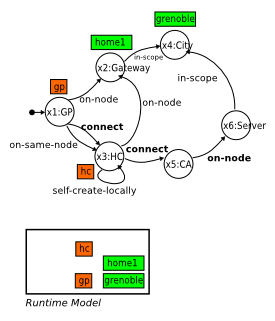 grenoble
home1
x4:City
in-scope
x2:Gateway
in-scope
gp
on-node
on-node
x1:GP
connect
x6:Server
on-same-node
connect
x3:HC
on-node
x5:CA
hc
self-create-locally
hc
home1
gp
grenoble
Runtime Model